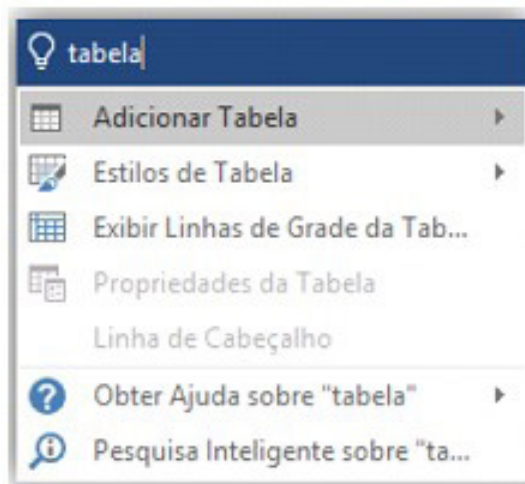 tabela
Adicionar Tabela
Estilos de Tabela
Exibir Linhas de Grade da Tab...
Propriedades da Tabela
Linha de Cabeçalho
Obter Ajuda sobre "tabela"
Pesquisa Inteligente sobre "ta...